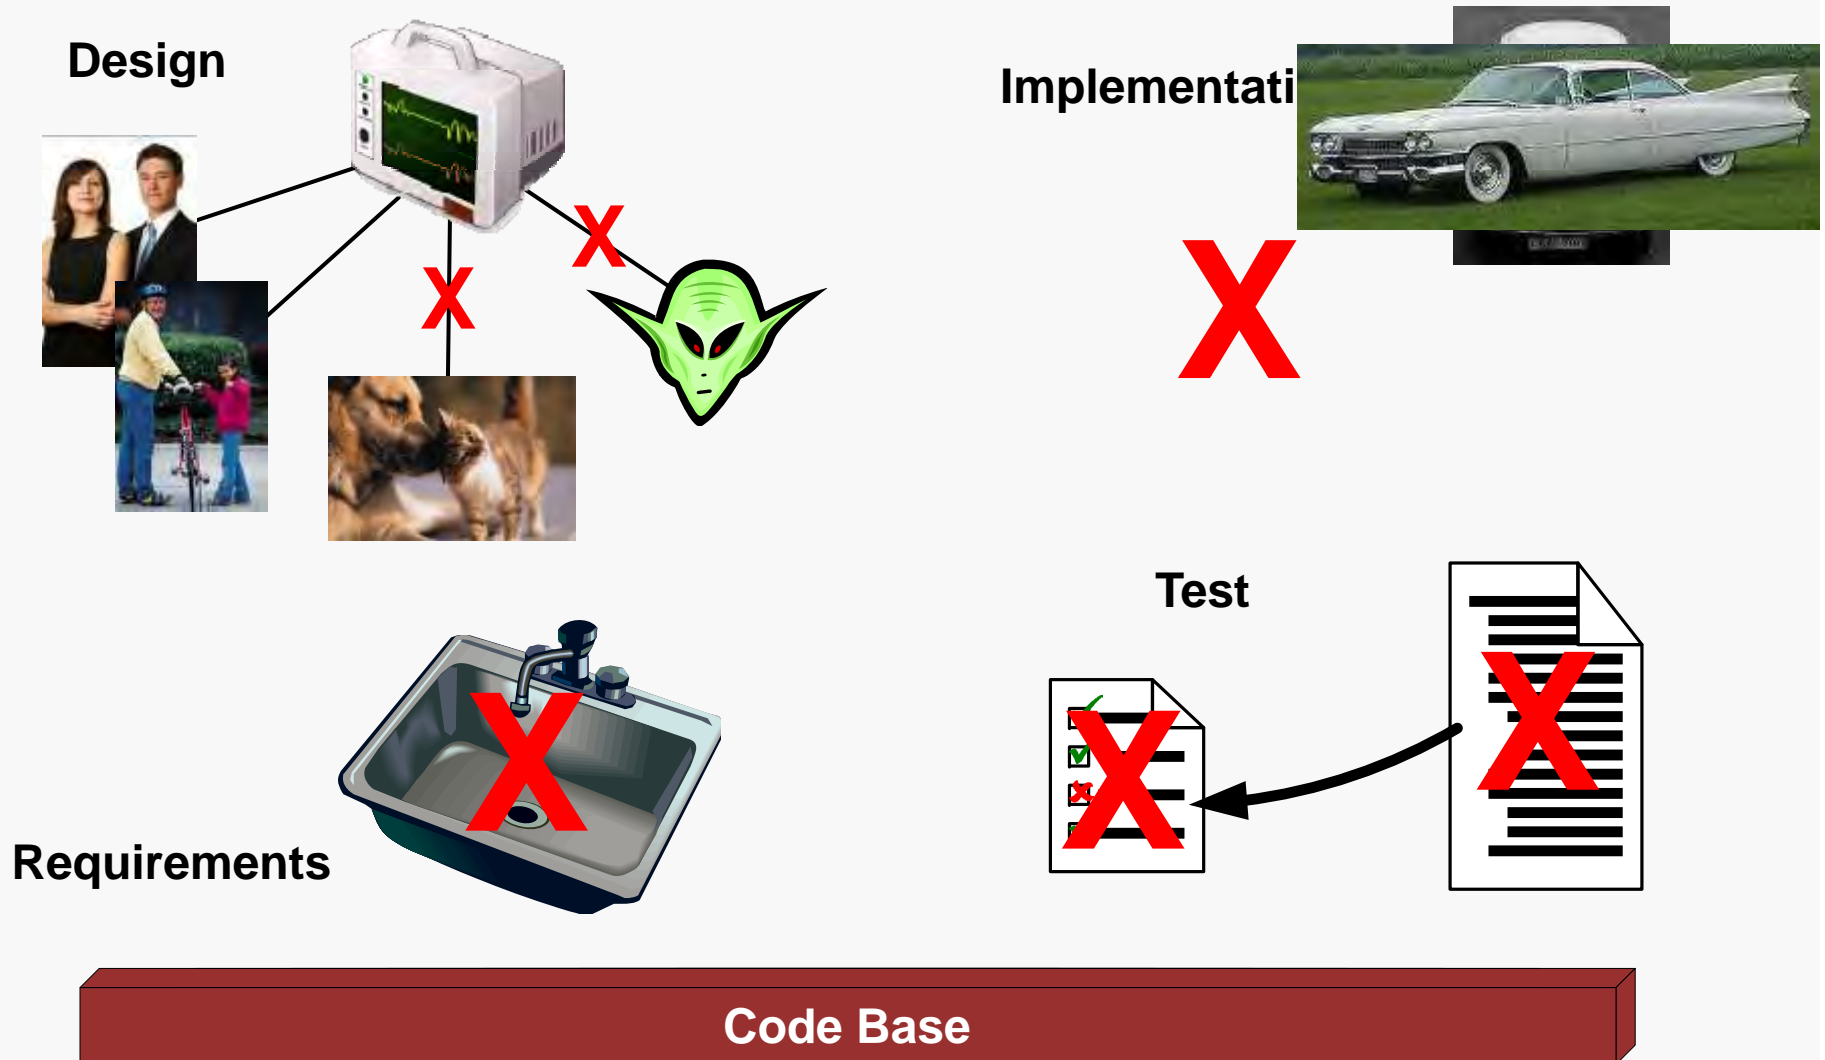 Design
Implementati
X
X
X
Test
X
X
X
Requirements
Code Base